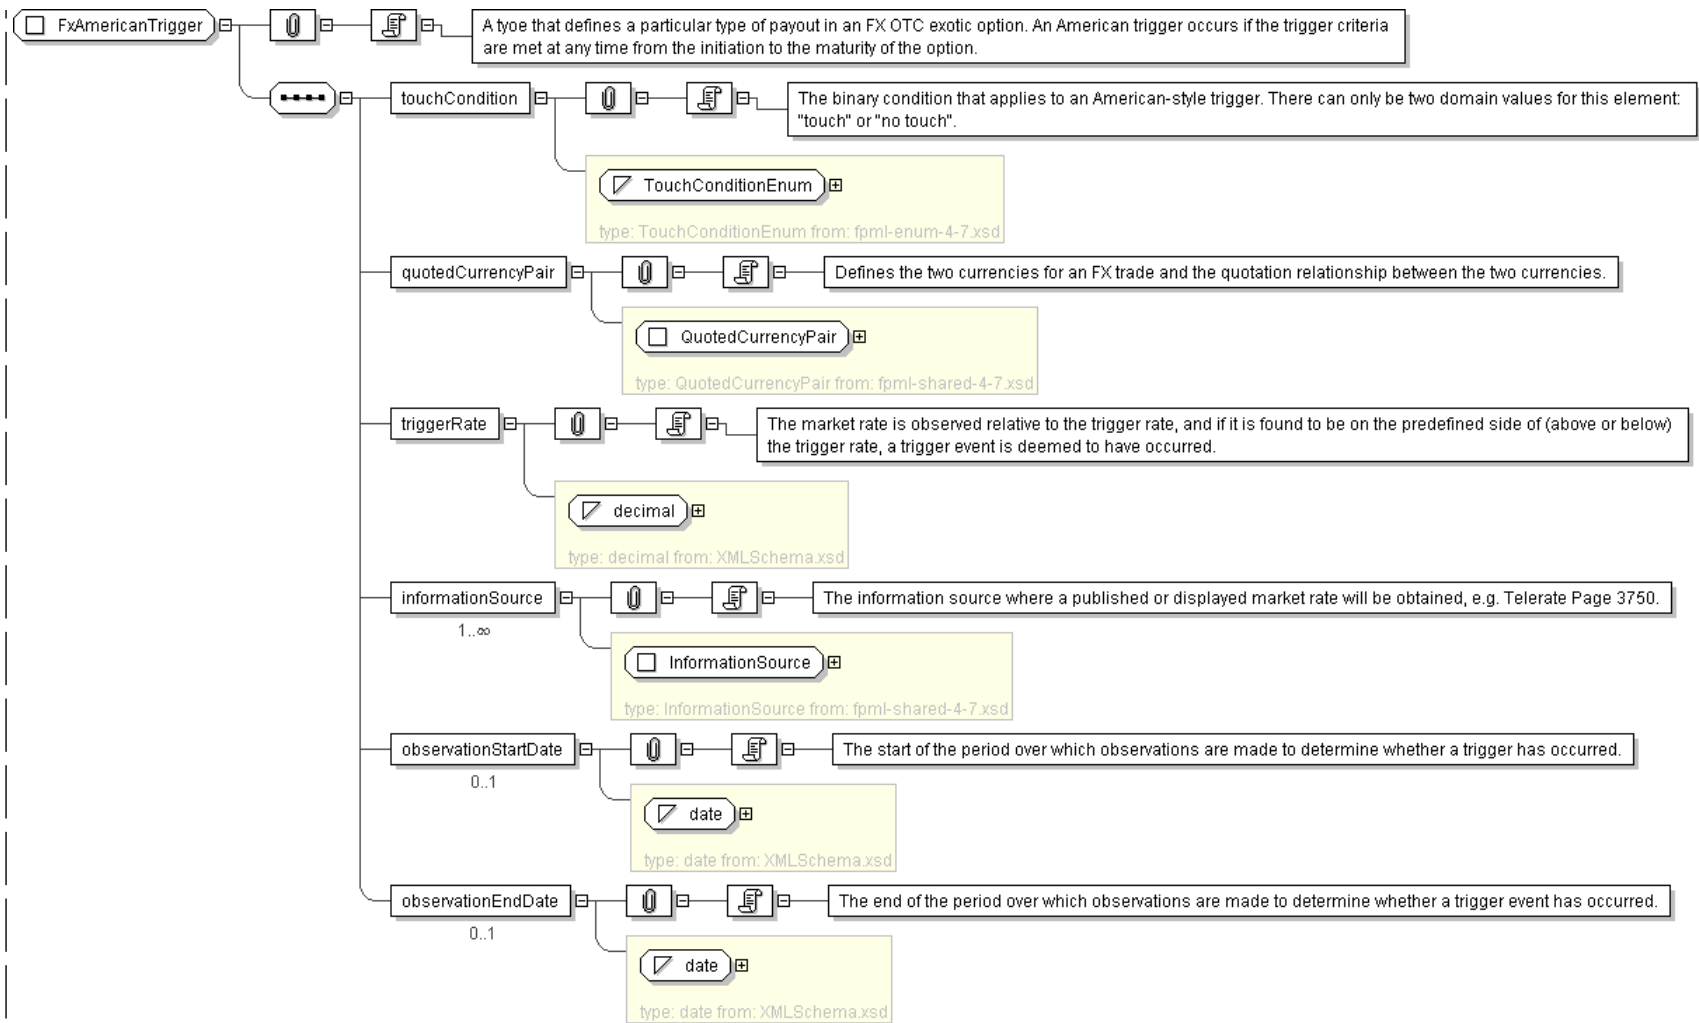 FxAmericanTrigger
A tyoe that defines a particular type of payout in an FX OTC exotic option. An American trigger occurs if the trigger criteria
are met at any time from the initiation to the maturity of the option.
touchCondition
The binary condition that applies to an American-style trigger. There can only be two domain values for this element:
"touch" or "no touch".
TouchConditionEnum
type: TouchConditionEnum from: fpml-enum-4-7.xsd
quotedCurrencyPair
Defines the two currencies for an FX trade and the quotation relationship between the two currencies.
QuotedCurrencyPair
type: QuotedCurrencyPair from: fpml-shared-4-7.xsd
triggerRate
The market rate is observed relative to the trigger rate, and if it is found to be on the predefined side of (above or below)
the trigger rate, a trigger event is deemed to have occurred.
decimal
type: decimal from: XMLSchema.xsd
informationSource
The information source where a published or displayed market rate will be obtained, e.g. Telerate Page 3750.
1..∞
InformationSource
type: InformationSource from: fpml-shared-4-7.xsd
observationStartDate
The start of the period over which observations are made to determine whether a trigger has occurred.
0..1
date
type: date from: XMLSchema.xsd
observationEndDate
The end of the period over which observations are made to determine whether a trigger event has occurred.
0..1
date
type: date from: XMLSchema.xsd